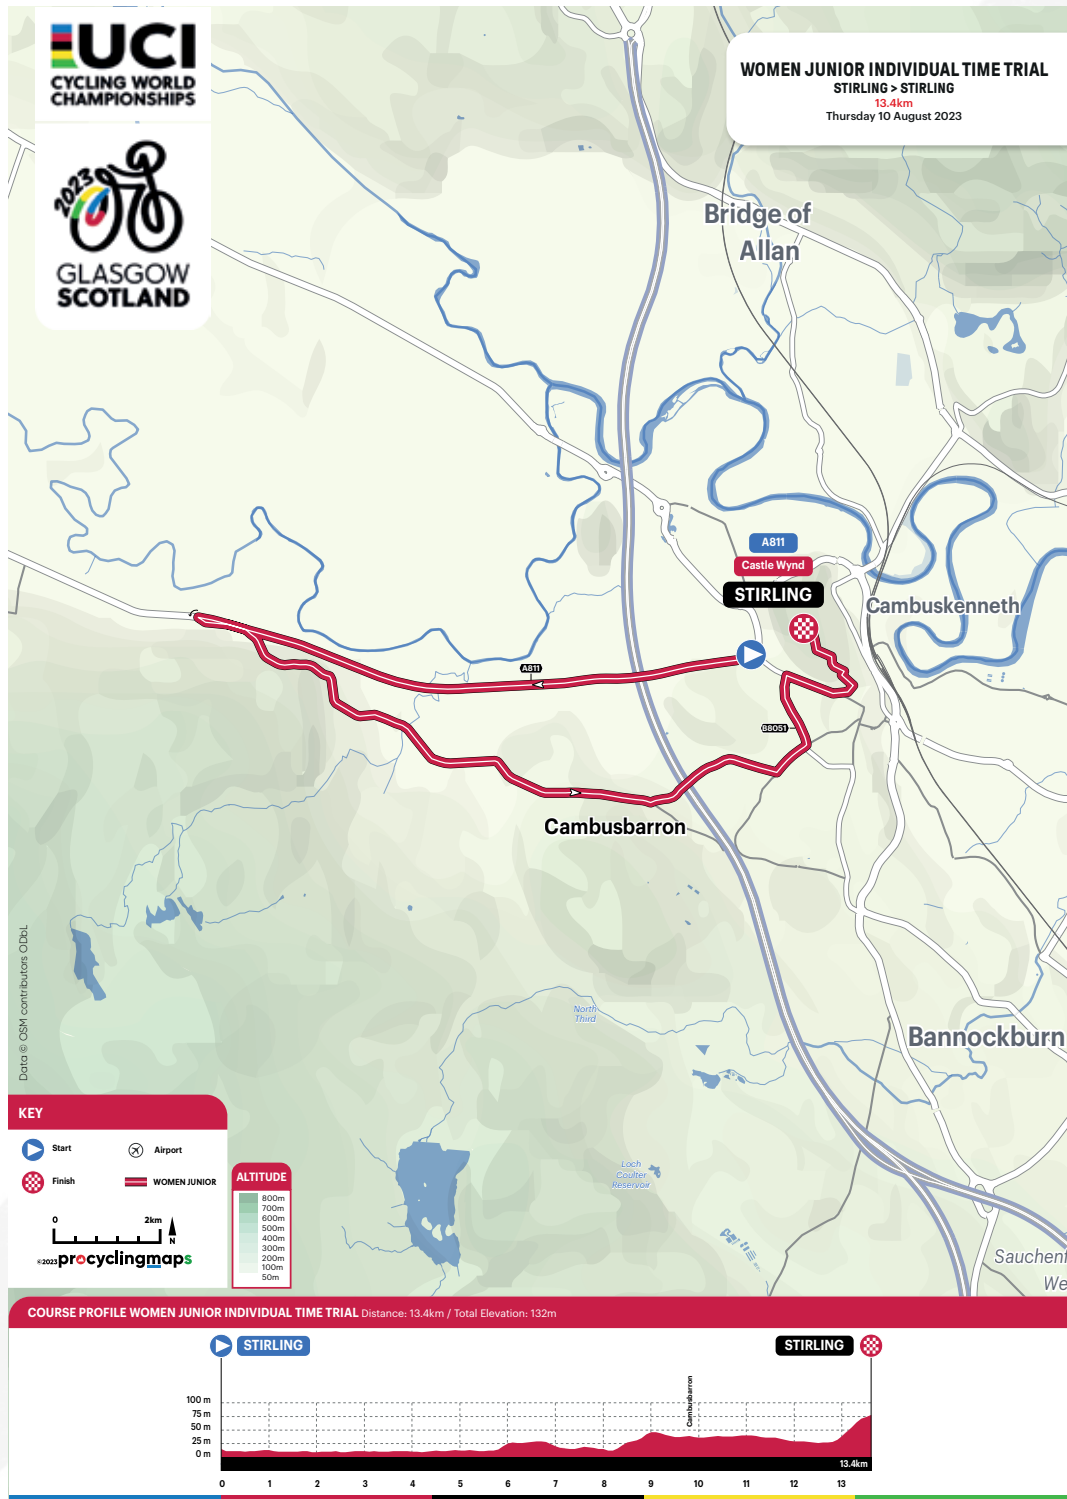 UCI
CYCLING WORLD
CHAMPIONSHIPS
2023
GLASGOW
SCOTLAND
WOMEN JUNIOR INDIVIDUAL TIME TRIAL
STIRLING > STIRLING
13.4km
Thursday 10 August 2023
Bridge of
Allan
A811
Castle Wynd
STIRLING
Cambuskenneth
A811
B8051
Cambusbarron
Data © OSM contributors ODbL
North
Third
Bannockburn
Loch
Coulter
Reservoir
Sauchenf
We
KEY
Start
Airport
Finish
WOMEN JUNIOR
0 2km
N
©2023 procyclingmaps
ALTITUDE
800m
700m
600m
500m
400m
300m
200m
100m
50m
COURSE PROFILE WOMEN JUNIOR INDIVIDUAL TIME TRIAL Distance: 13.4km / Total Elevation: 132m
STIRLING
STIRLING
Cambusbarron
100 m
75 m
50 m
25 m
0 m
13.4km
0 1 2 3 4 5 6 7 8 9 10 11 12 13